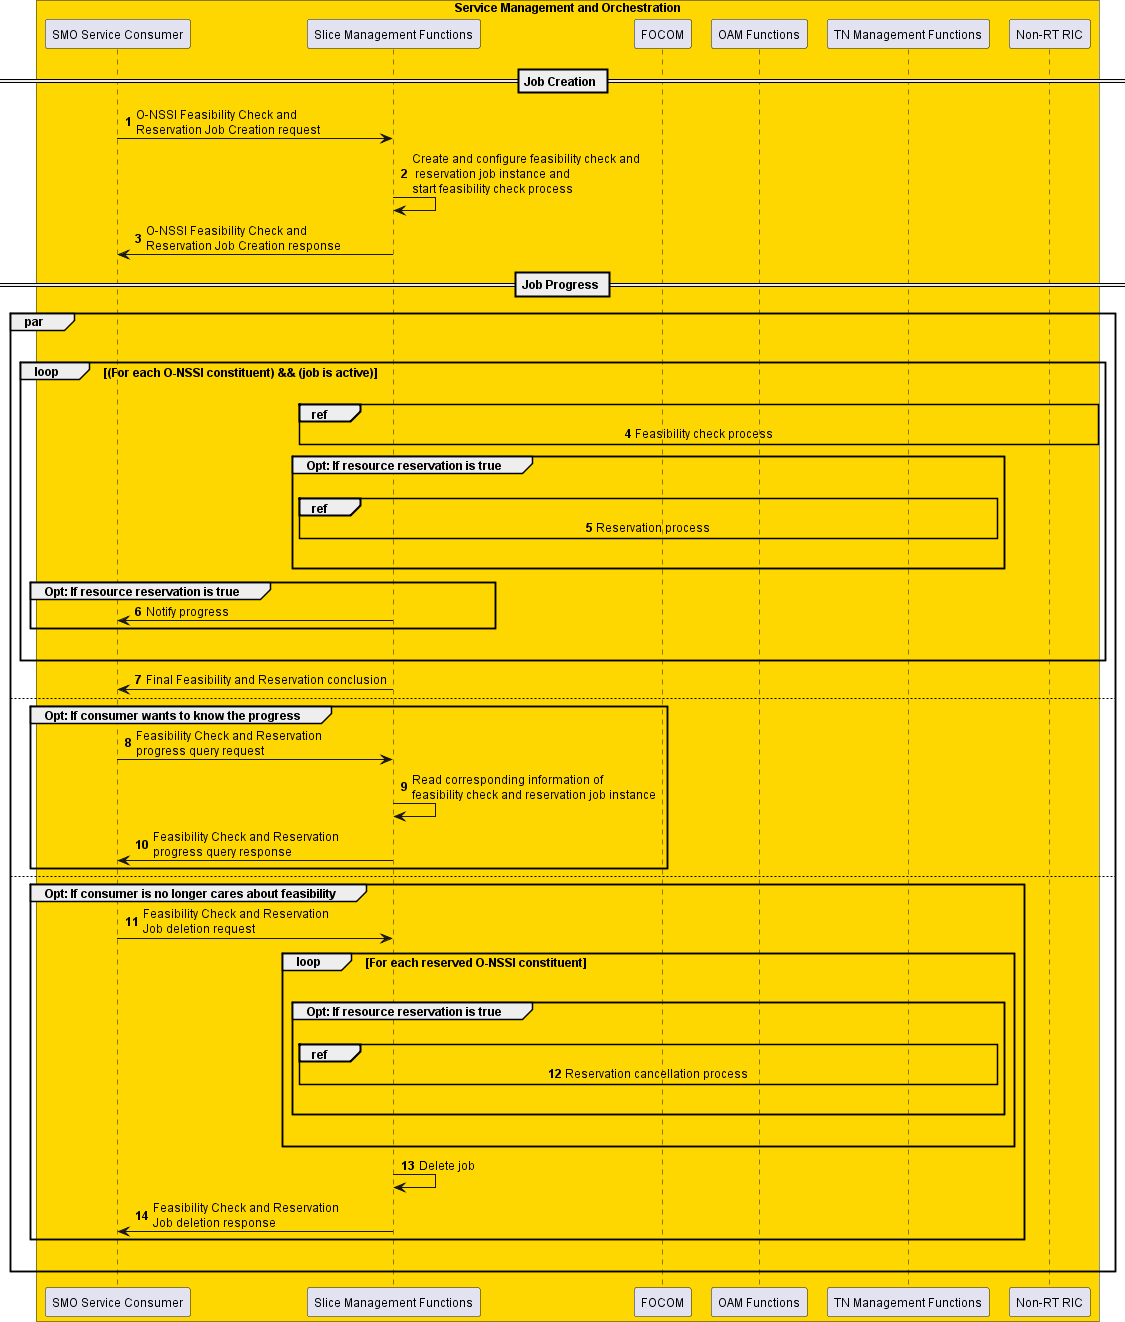 Service Management and Orchestration
SMO Service Consumer
Slice Management Functions
FOCOM
OAM Functions
TN Management Functions
Non-RT RIC
Job Creation
1 O-NSSI Feasibility Check and
Reservation Job Creation request
2 Create and configure feasibility check and
reservation job instance and
start feasibility check process
3 O-NSSI Feasibility Check and
Reservation Job Creation response
Job Progress
par
loop [(For each O-NSSI constituent) && (job is active)]
ref
4 Feasibility check process
Opt: If resource reservation is true
ref
5 Reservation process
Opt: If resource reservation is true
6 Notify progress
7 Final Feasibility and Reservation conclusion
Opt: If consumer wants to know the progress
8 Feasibility Check and Reservation
progress query request
9 Read corresponding information of
feasibility check and reservation job instance
10 Feasibility Check and Reservation
progress query response
Opt: If consumer is no longer cares about feasibility
11 Feasibility Check and Reservation
Job deletion request
loop [For each reserved O-NSSI constituent]
Opt: If resource reservation is true
ref
12 Reservation cancellation process
13 Delete job
14 Feasibility Check and Reservation
Job deletion response
SMO Service Consumer
Slice Management Functions
FOCOM
OAM Functions
TN Management Functions
Non-RT RIC